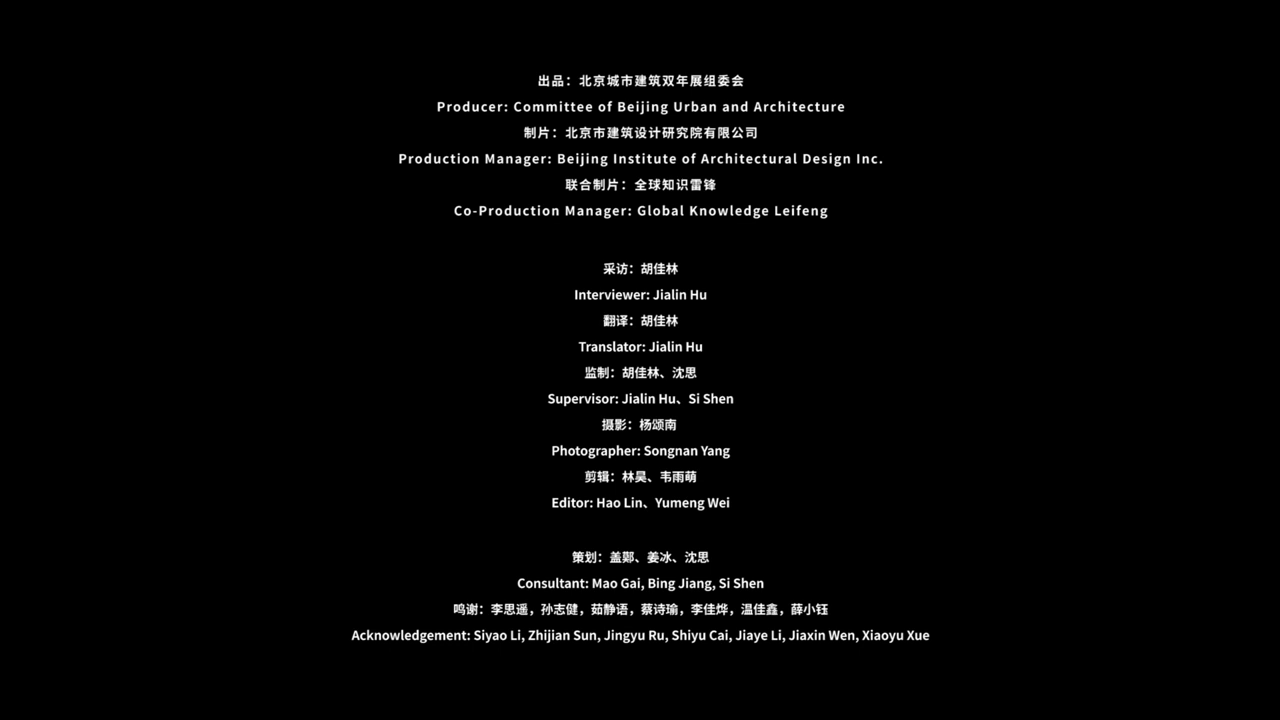 出品：北京城市建筑双年展组委会
Producer: Committee of Beijing Urban and Architecture
制片：北京市建筑设计研究院有限公司
Production Manager: Beijing Institute of Architectural Design Inc.
联合制片：全球知识雷锋
Co-Production Manager: Global Knowledge Leifeng
采访：胡佳林
Interviewer: Jialin Hu
翻译：胡佳林
Translator: Jialin Hu
监制：胡佳林、沈思
Supervisor: Jialin Hu、Si Shen
摄影：杨颂南
Photographer: Songnan Yang
剪辑：林昊、韦雨萌
Editor: Hao Lin、Yumeng Wei
策划：盖鄚、姜冰、沈思
Consultant: Mao Gai, Bing Jiang, Si Shen
鸣谢：李思遥，孙志健，茹静语，蔡诗瑜，李佳烨，温佳鑫，薛小钰
Acknowledgement: Siyao Li, Zhijian Sun, Jingyu Ru, Shiyu Cai, Jiaye Li, Jiaxin Wen, Xiaoyu Xue